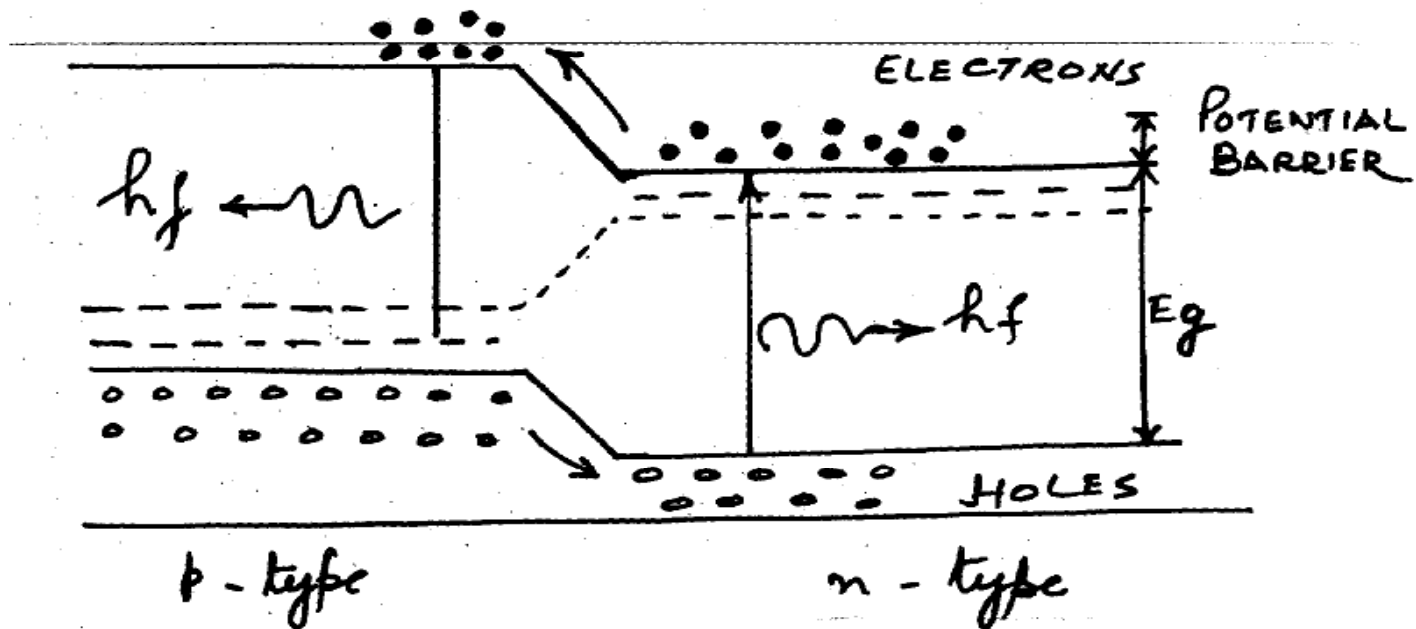 ELECTRONS
POTENTIAL
BARRIER
hf
hf
Eg
HOLES
p - type
n - type